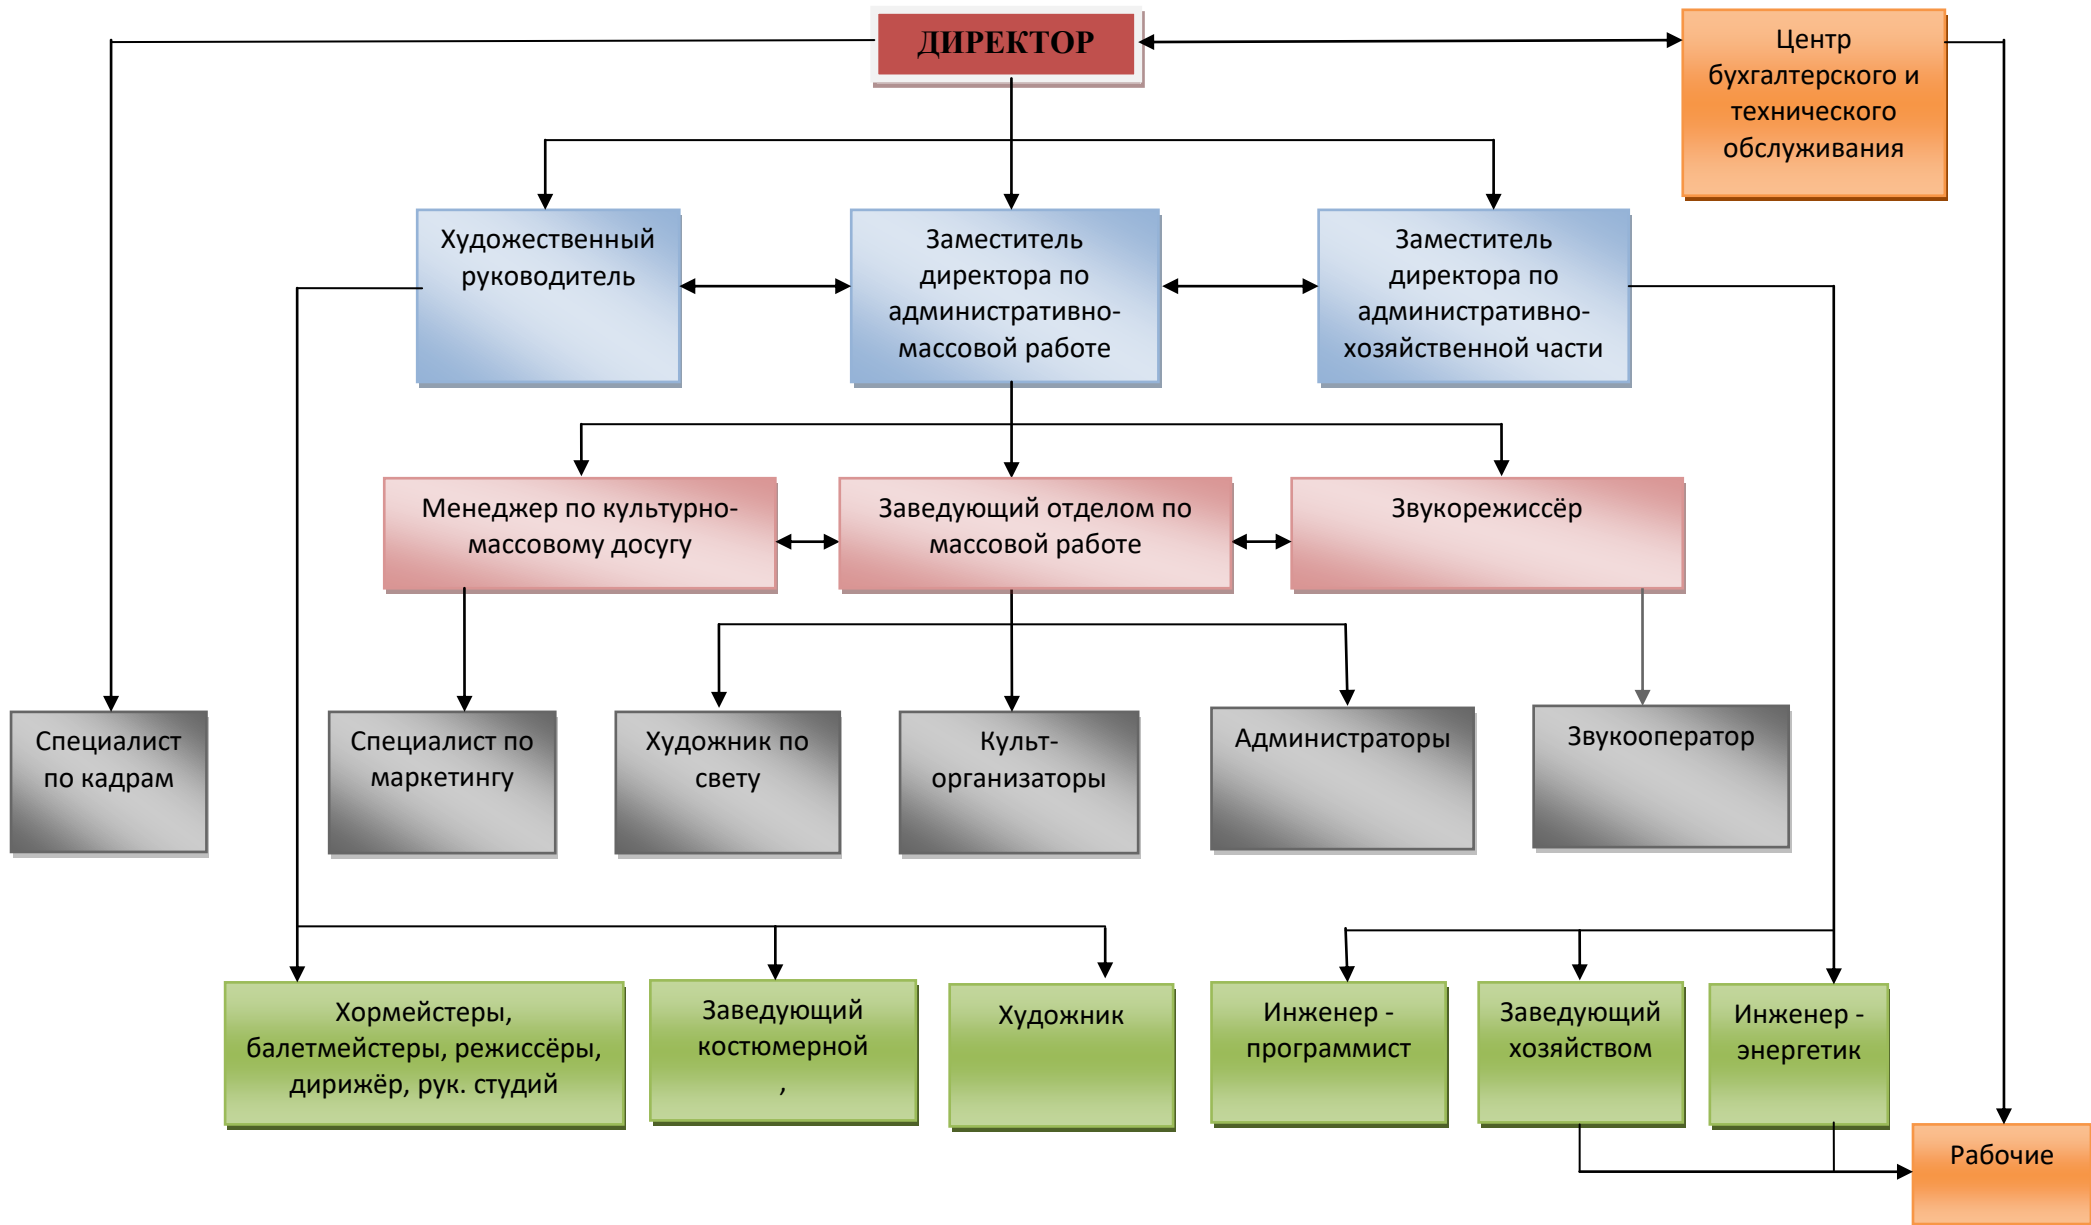 ДИРЕКТОР
Центр
бухгалтерского и
технического
обслуживания
Художественный
руководитель
Заместитель
директора по
административно-
массовой работе
Заместитель
директора по
административно-
хозяйственной части
Менеджер по культурно-
массовому досугу
Заведующий отделом по
массовой работе
Звукорежиссёр
Специалист
по кадрам
Специалист по
маркетингу
Художник по
свету
Культ-
организаторы
Администраторы
Звукооператор
Хормейстеры,
балетмейстеры, режиссёры,
дирижёр, рук. студий
Заведующий
костюмерной
,
Художник
Инженер -
программист
Заведующий
хозяйством
Инженер -
энергетик
Рабочие